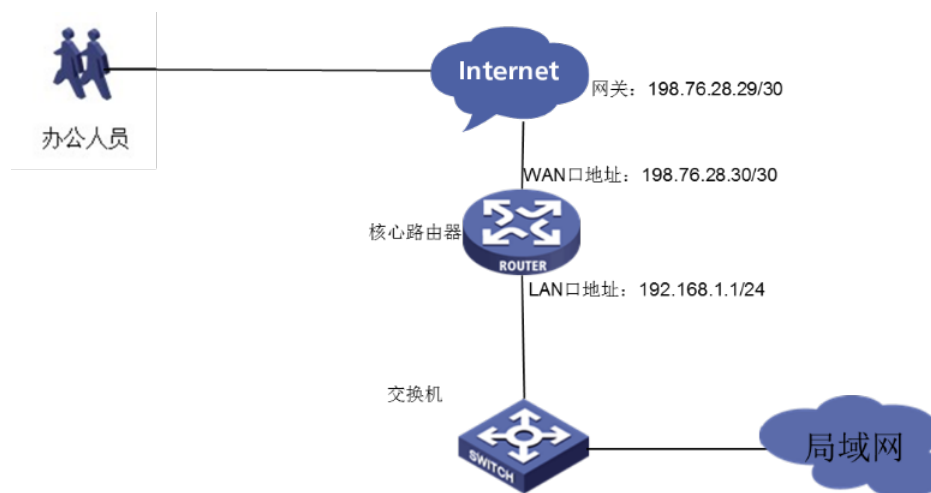 Internet
网关：198.76.28.29/30
办公人员
WAN口地址：198.76.28.30/30
核心路由器
ROUTER
LAN口地址：192.168.1.1/24
交换机
SWITCH
局域网